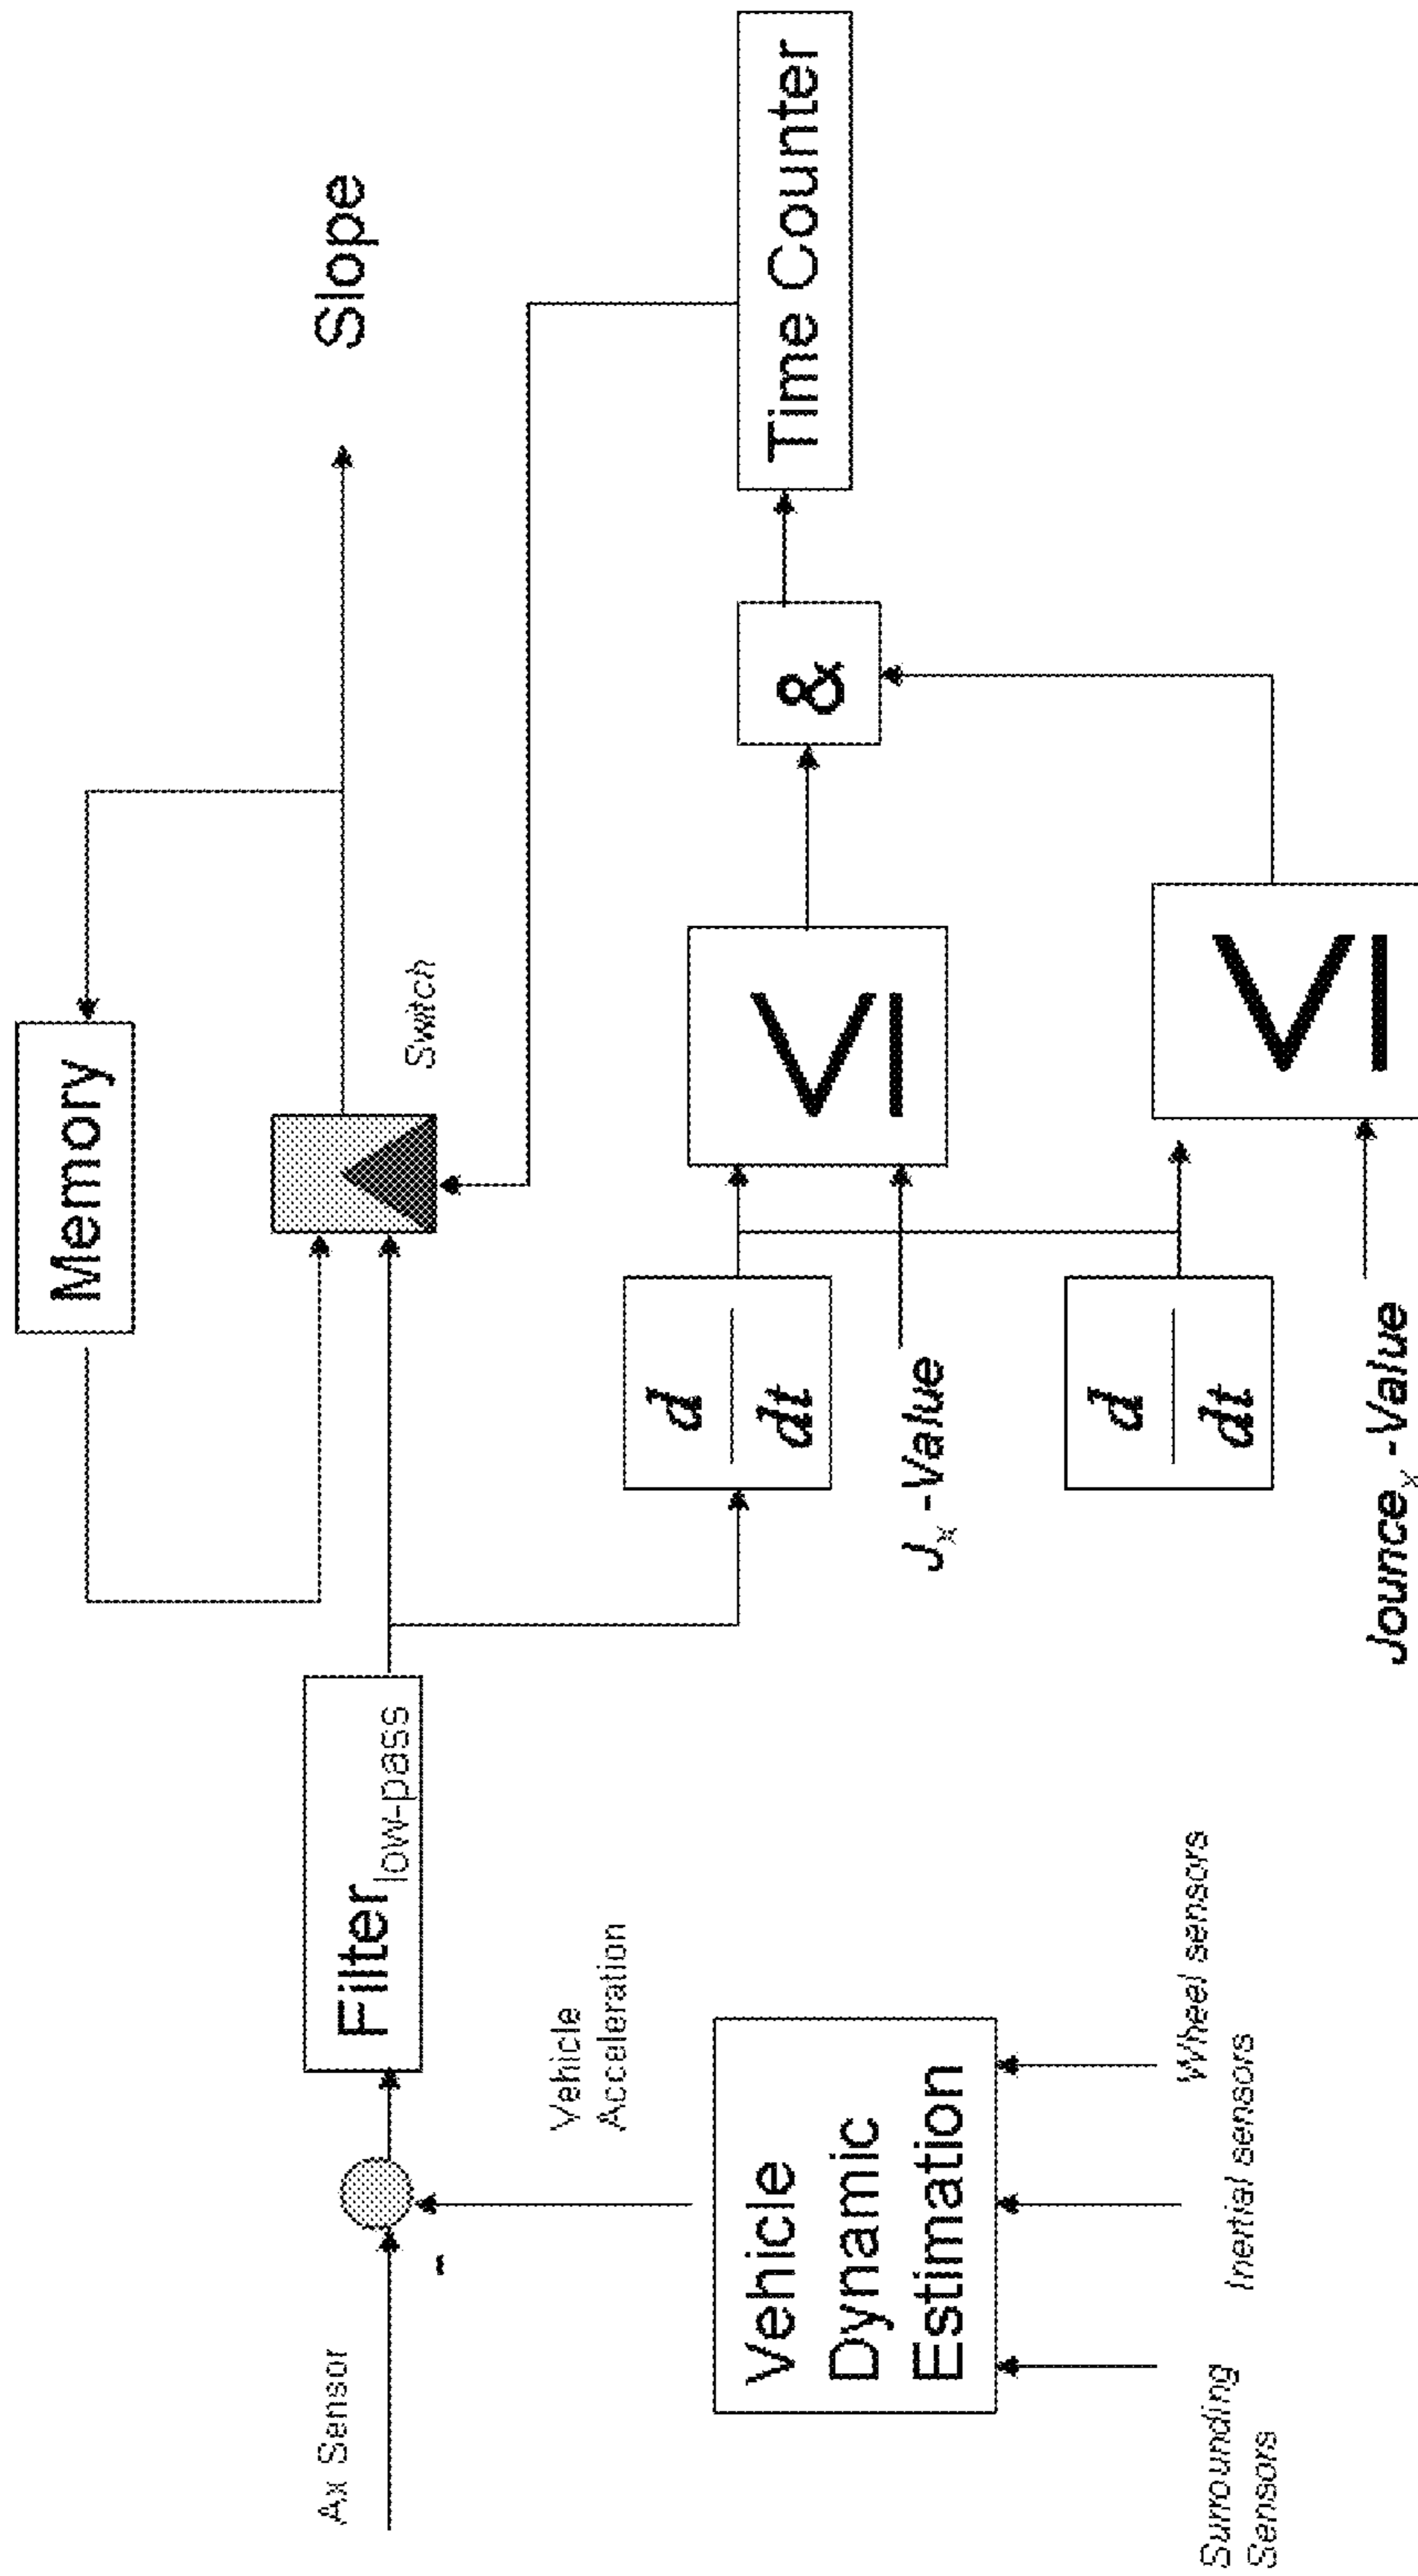 Memory
Slope
Switch
Ax Sensor
-
Filter low-pass
Vehicle
Acceleration
Time Counter
&
≤
d
dt
Jx -Value
Vehicle
Dynamic
Estimation
≤
d
dt
Jouncex -Value
Surrounding
Sensors
Inertial sensors
Wheel sensors